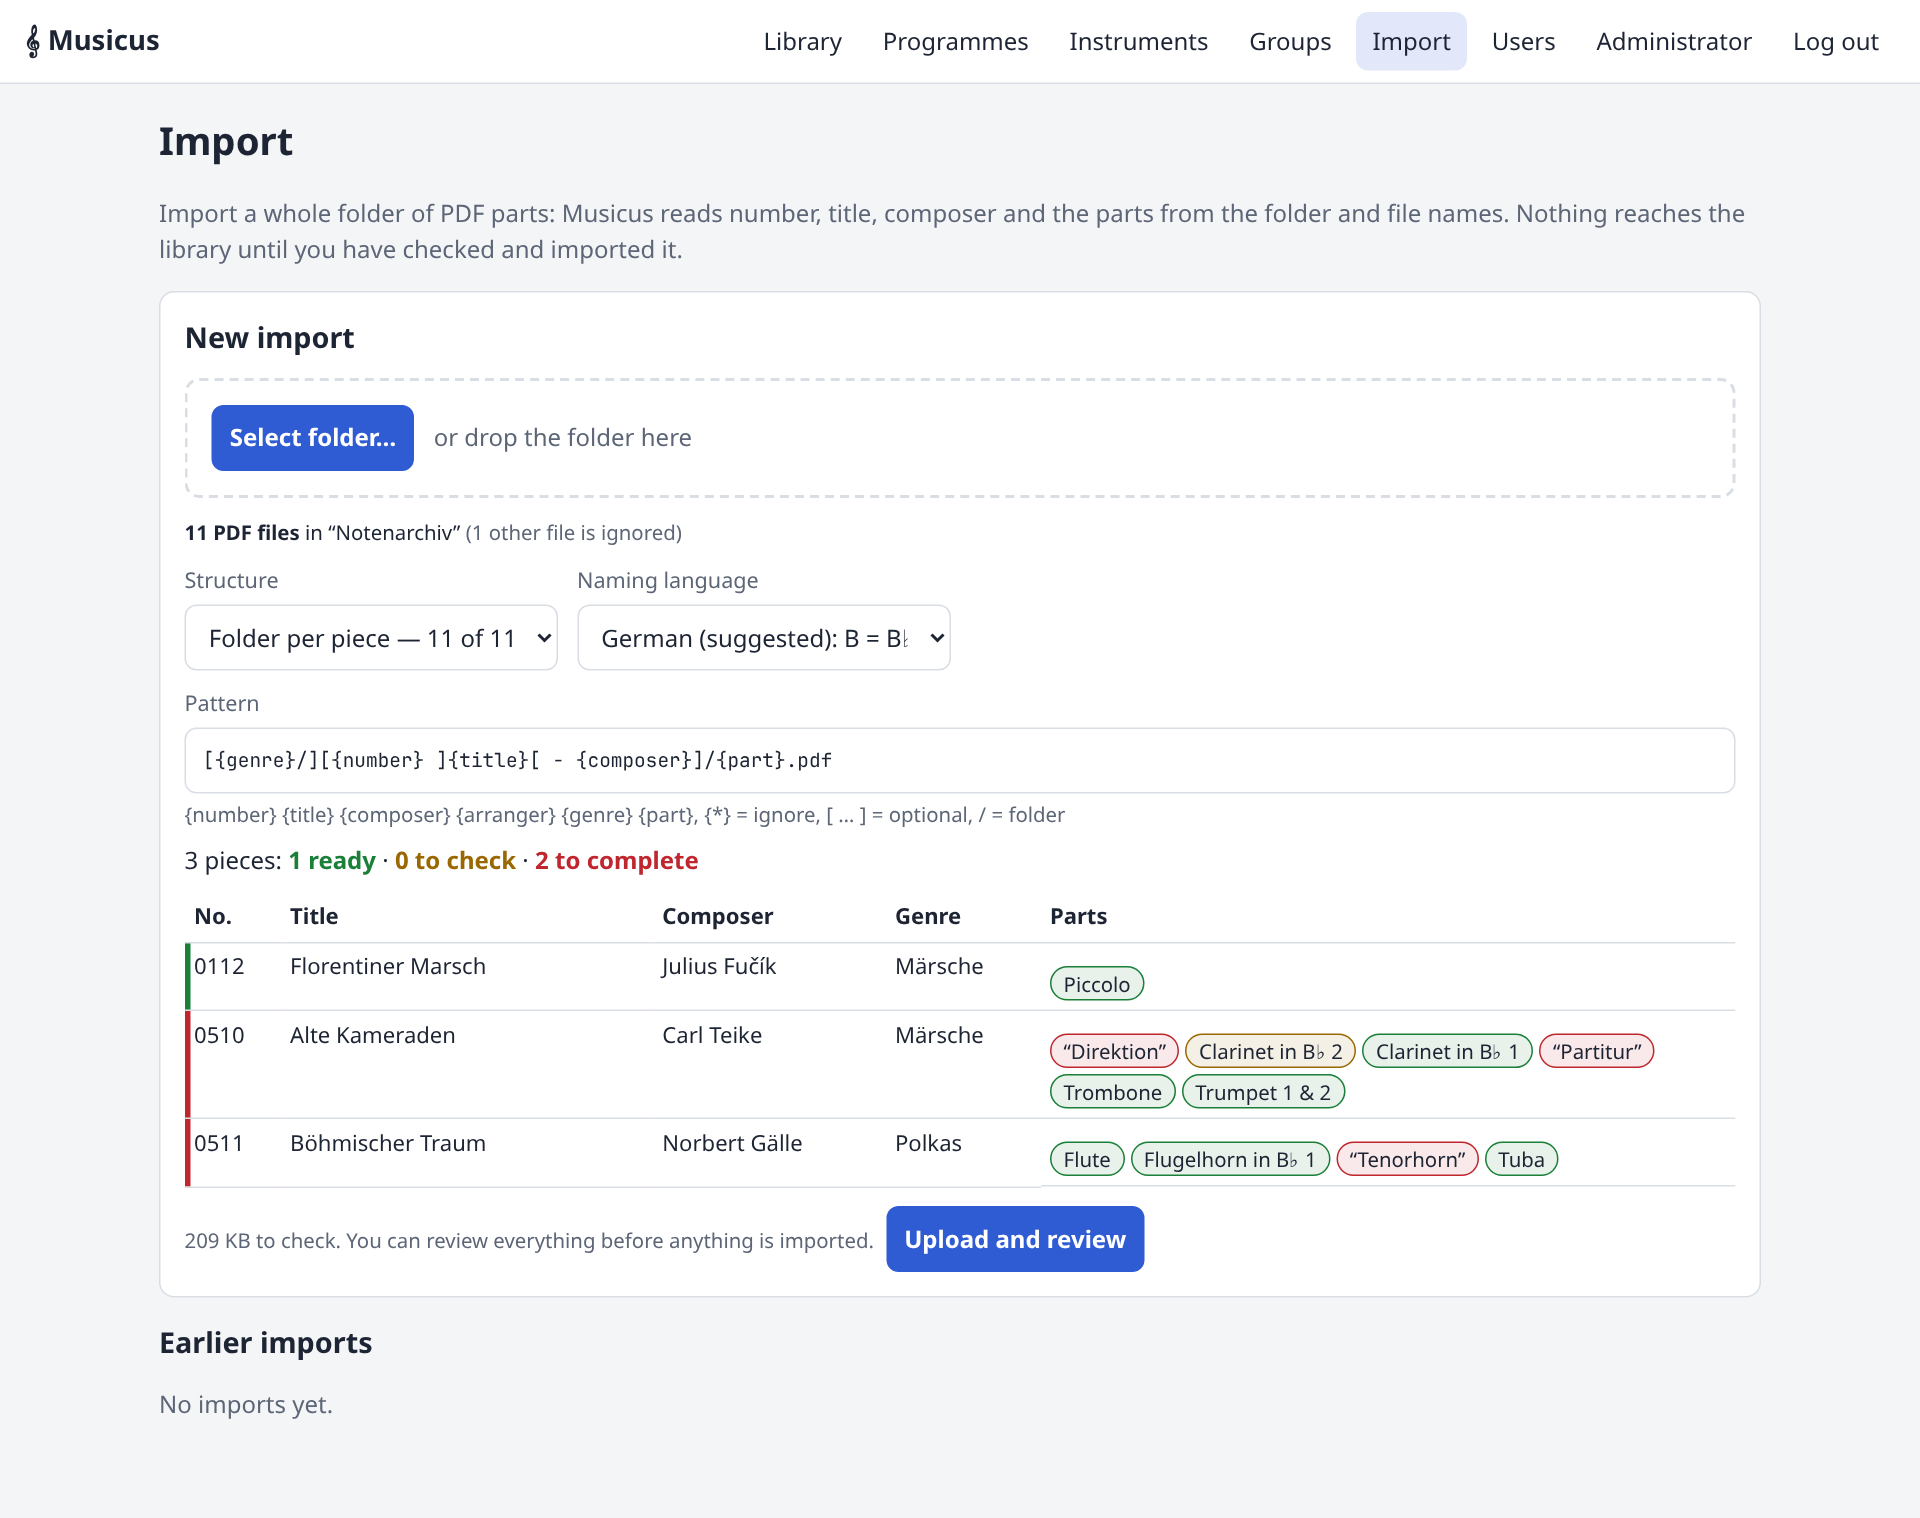 Musicus
Library Programmes Instruments Groups Import Users Administrator Log out
Import
Import a whole folder of PDF parts: Musicus reads number, title, composer and the parts from the folder and file names. Nothing reaches the
library until you have checked and imported it.
New import
Select folder... or drop the folder here
11 PDF files in “Notenarchiv” (1 other file is ignored)
Structure Naming language
Folder per piece — 11 of 11 German (suggested): B = B♭
Pattern
[{genre}/][{number} ]{title}[ - {composer}]/{part}.pdf
{number} {title} {composer} {arranger} {genre} {part}, {*} = ignore, [ ... ] = optional, / = folder
3 pieces: 1 ready · 0 to check · 2 to complete
No. Title Composer Genre Parts
0112 Florentiner Marsch Julius Fučík Märsche Piccolo
0510 Alte Kameraden Carl Teike Märsche “Direktion” Clarinet in B♭ 2 Clarinet in B♭ 1 “Partitur”
Trombone Trumpet 1 & 2
0511 Böhmischer Traum Norbert Gälle Polkas Flute Flugelhorn in B♭ 1 “Tenorhorn” Tuba
209 KB to check. You can review everything before anything is imported. Upload and review
Earlier imports
No imports yet.